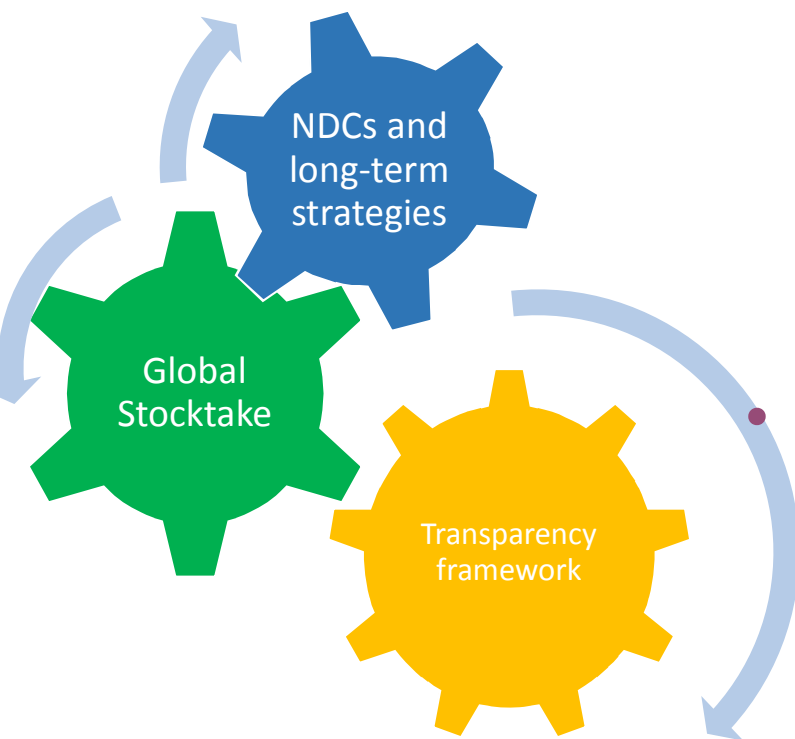 NDCs and
long-term
strategies
Global
Stocktake
Transparency
framework